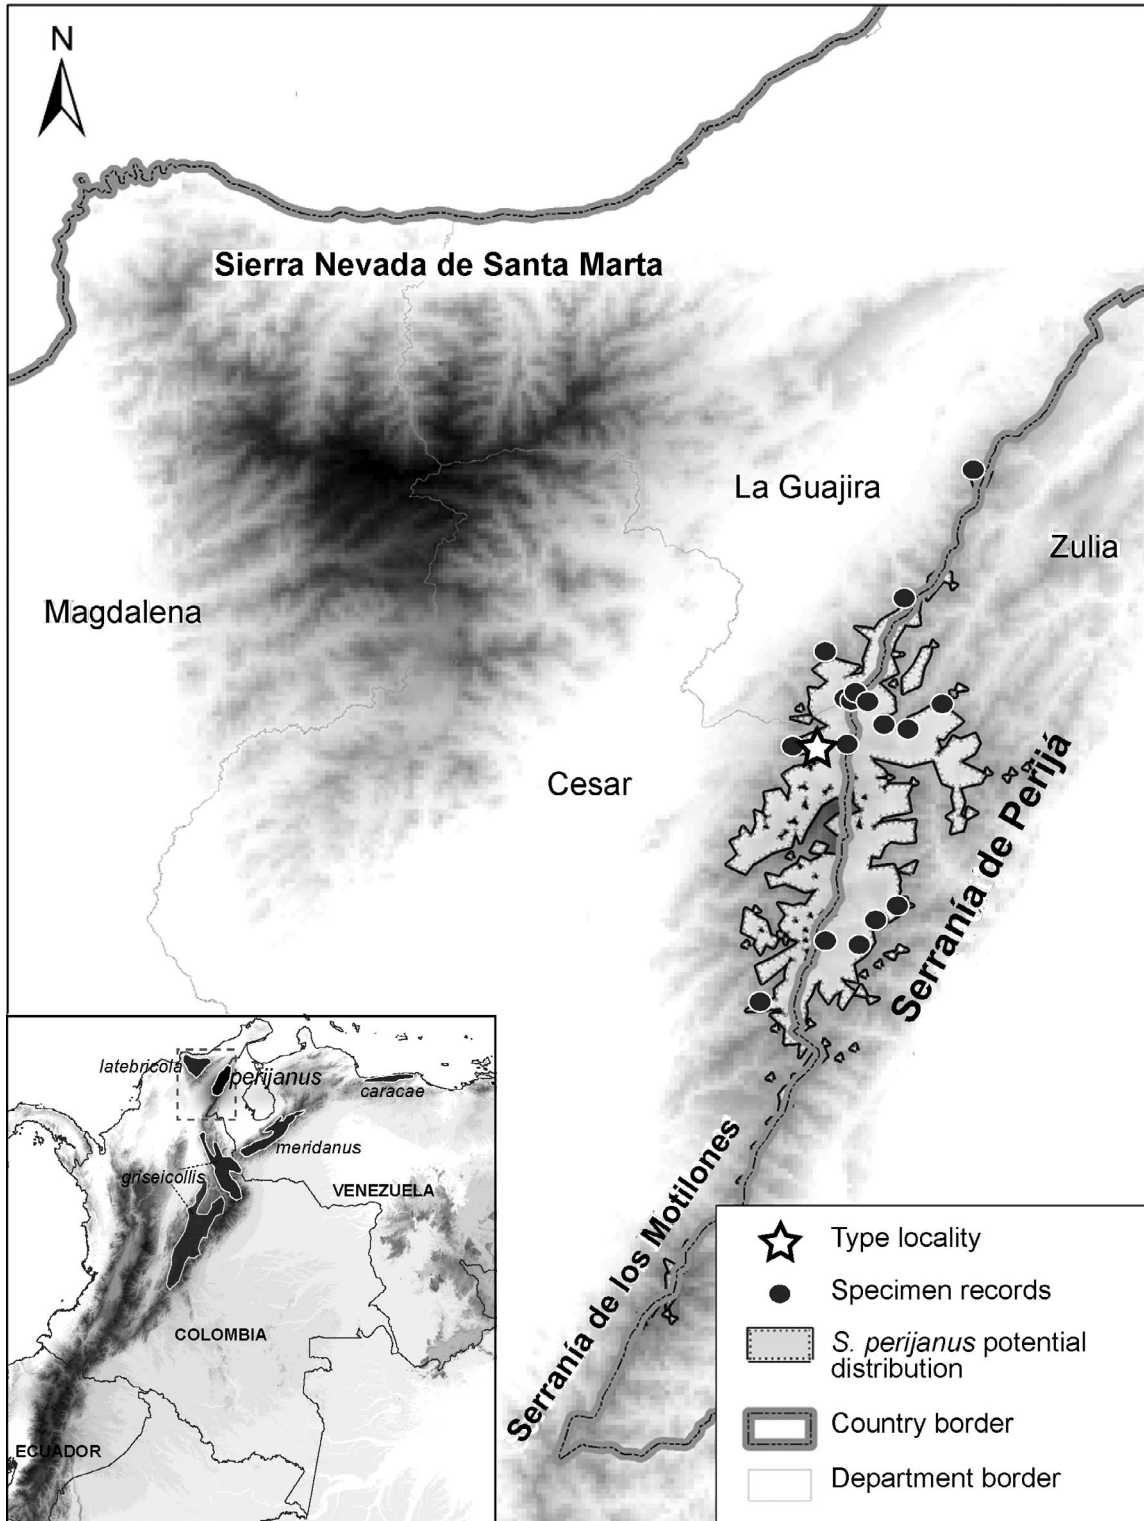 N
Sierra Nevada de Santa Marta
La Guajira
Zulia
Magdalena
Cesar
Serranía de Perijá
Serranía de los Motilones
latebricola
perijanus
caracae
meridanus
griseicollis
VENEZUELA
COLOMBIA
ECUADOR
Type locality
Specimen records
S. perijanus potential
distribution
Country border
Department border